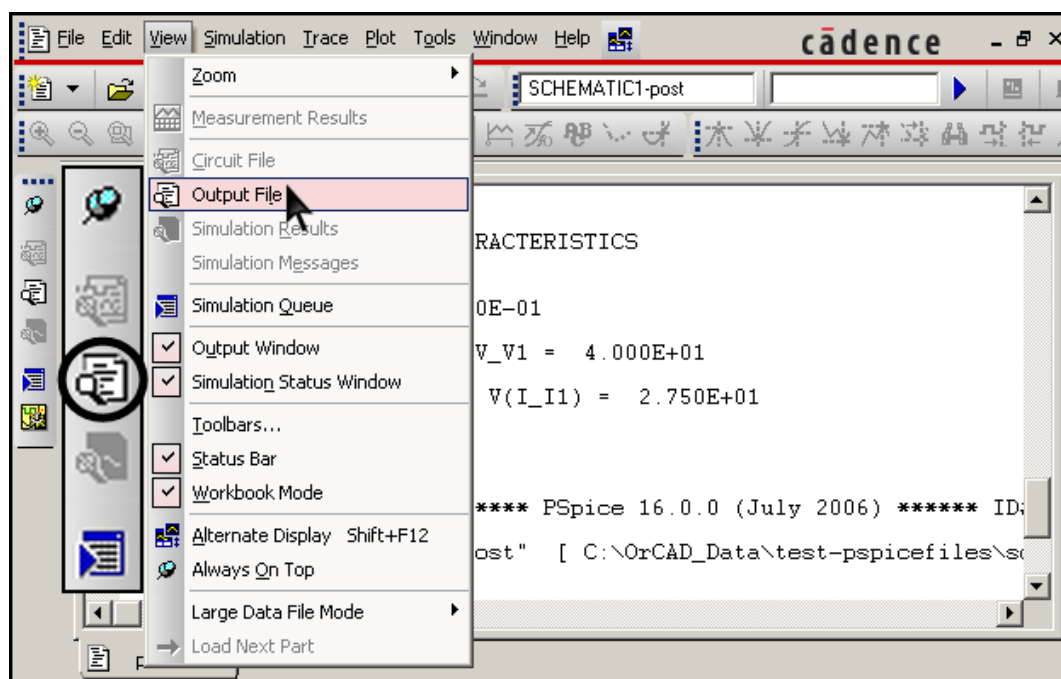 File Edit View Simulation Trace Plot Tools Window Help cādence
SCHEMATIC1-post
Zoom
Measurement Results
Circuit File
Output File
Simulation Results
Simulation Messages
Simulation Queue
Output Window
Simulation Status Window
Toolbars...
Status Bar
Workbook Mode
Alternate Display Shift+F12
Always On Top
Large Data File Mode
Load Next Part
RACTERISTICS
0E-01
V_V1 = 4.000E+01
V(I_I1) = 2.750E+01
**** PSpice 16.0.0 (July 2006) ****** ID
ost" [ C:\OrCAD_Data\test-pspicefiles\s